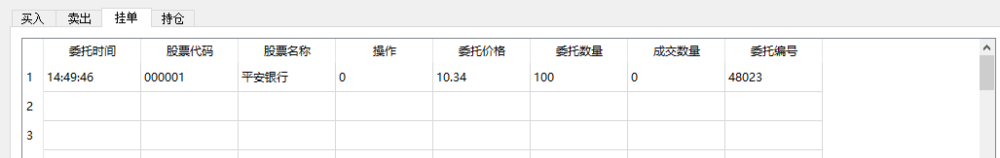 买入 卖出 挂单 持仓
委托时间 股票代码 股票名称 操作 委托价格 委托数量 成交数量 委托编号
1 14:49:46 000001 平安银行 0 10.34 100 0 48023
2
3